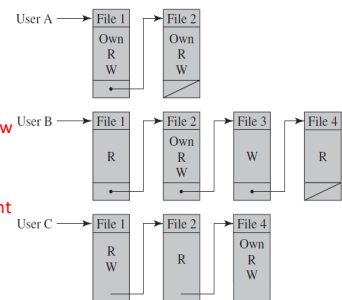 User A File 1 File 2
Own Own
R R
W W
w User B File 1 File 2 File 3 File 4
Own
R R W R
W
nt
User C File 1 File 2 File 4
R R Own
W R
W